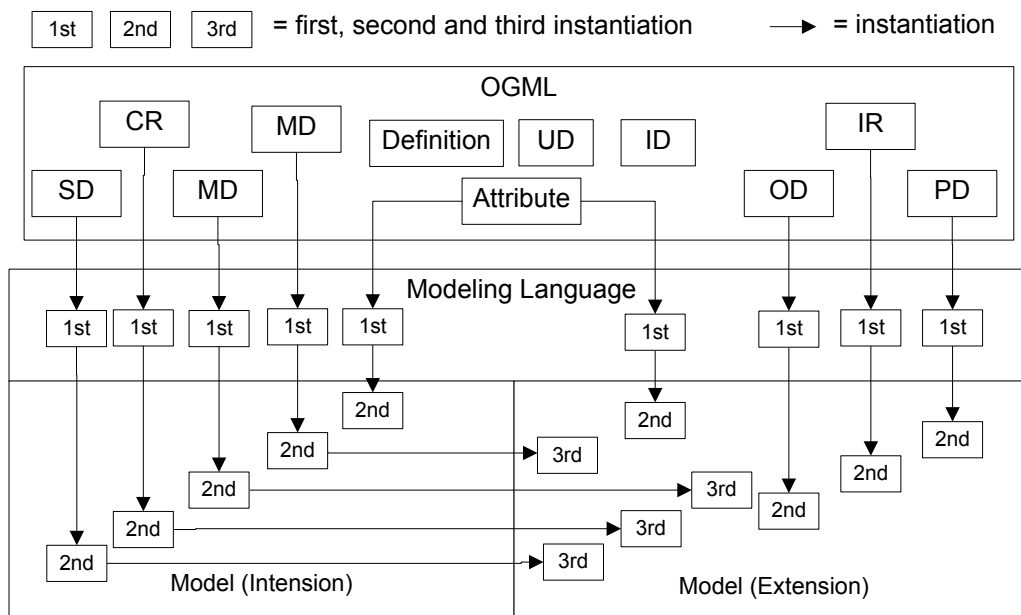 1st 2nd 3rd = first, second and third instantiation = instantiation
OGML
CR MD Definition UD ID IR
SD MD Attribute OD PD
Modeling Language
1st 1st 1st 1st 1st 1st 1st 1st 1st
2nd 2nd
2nd 3rd 2nd
2nd 3rd 2nd 2nd
2nd 3rd
2nd 3rd
Model (Intension) Model (Extension)